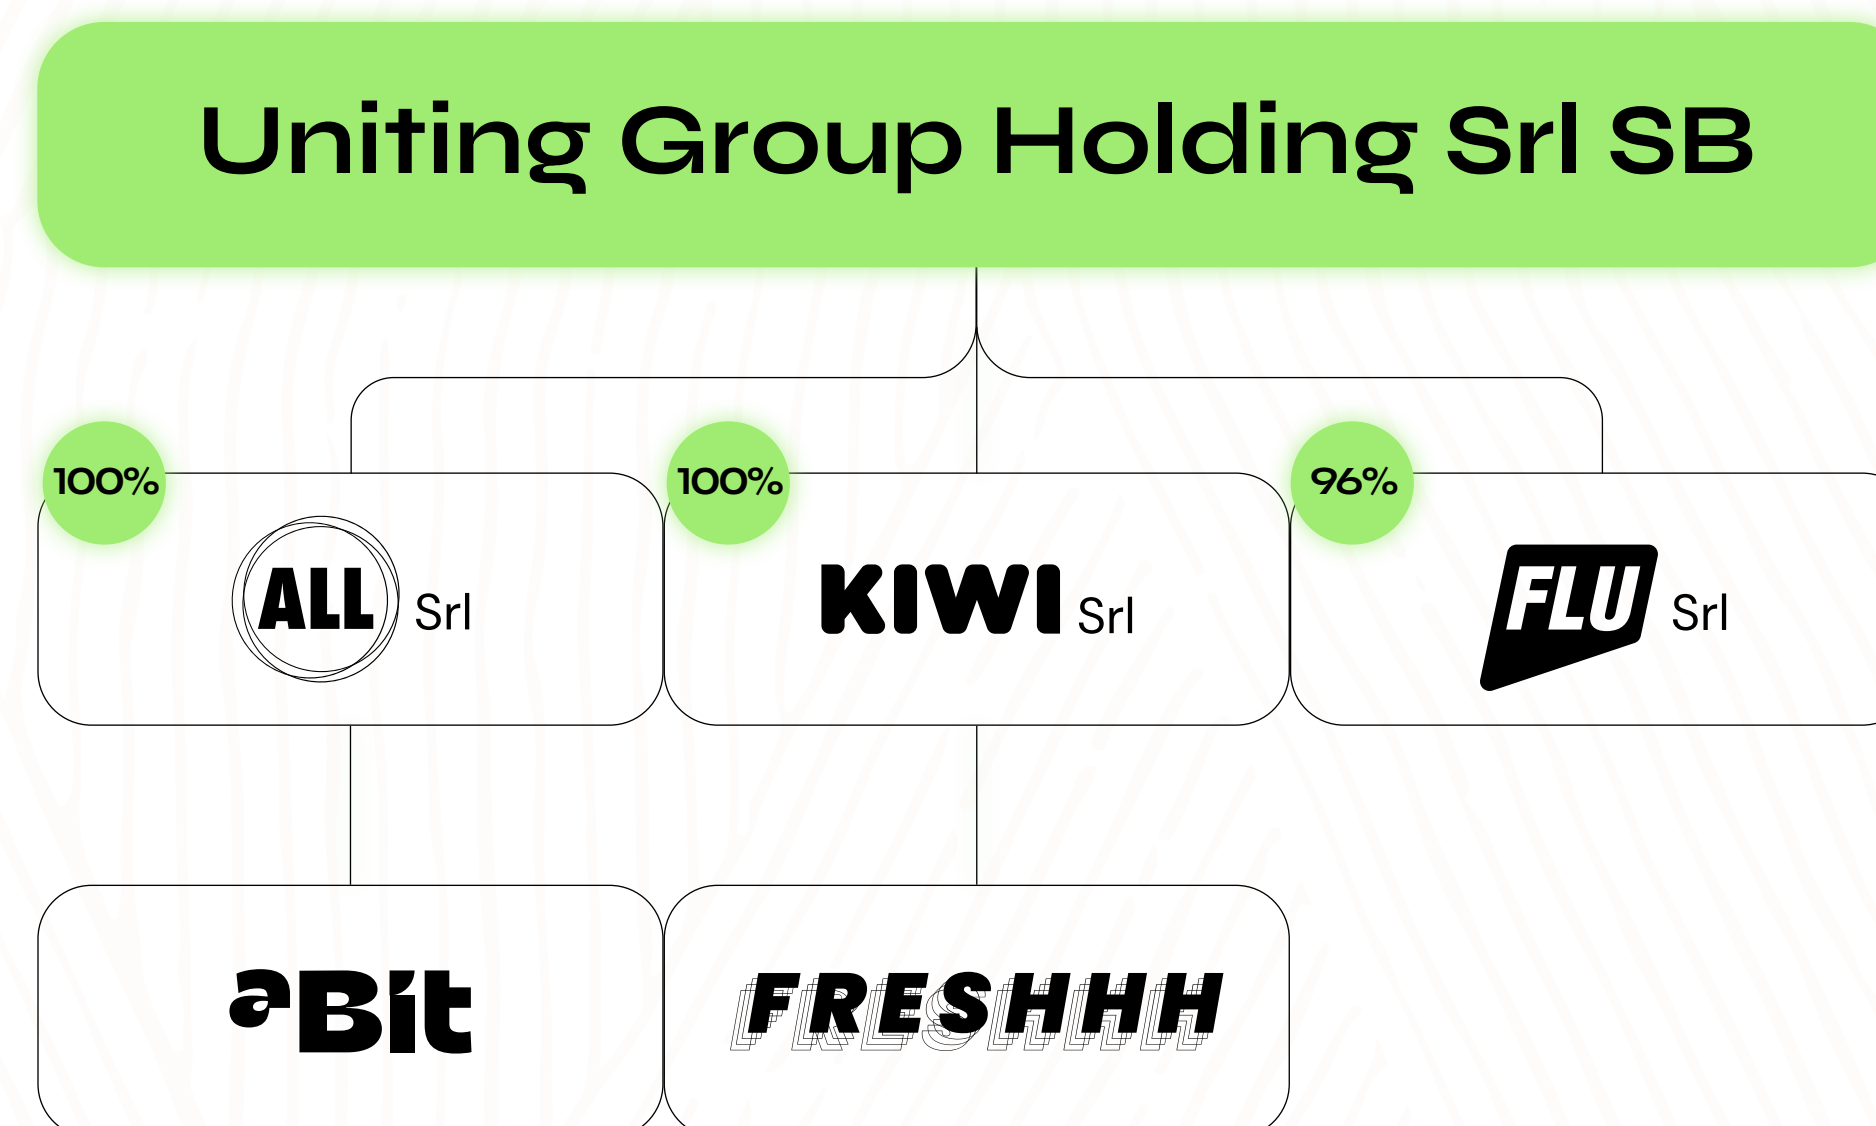 Uniting Group Holding Srl SB
100%
100%
96%
ALL Srl
KIWI Srl
FLU Srl
aBit
FRESHHH